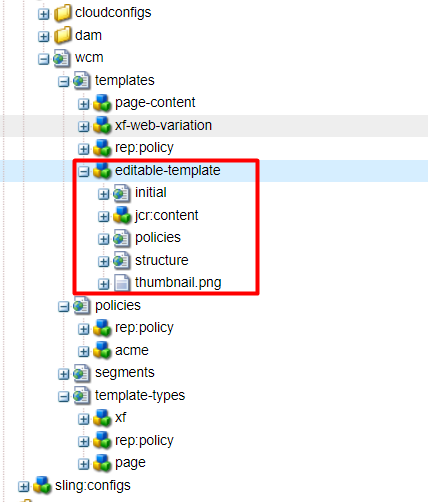 cloudconfigs
dam
wcm
templates
page-content
xf-web-variation
rep:policy
editable-template
initial
jcr:content
policies
structure
thumbnail.png
policies
rep:policy
acme
segments
template-types
xf
rep:policy
page
sling:configs